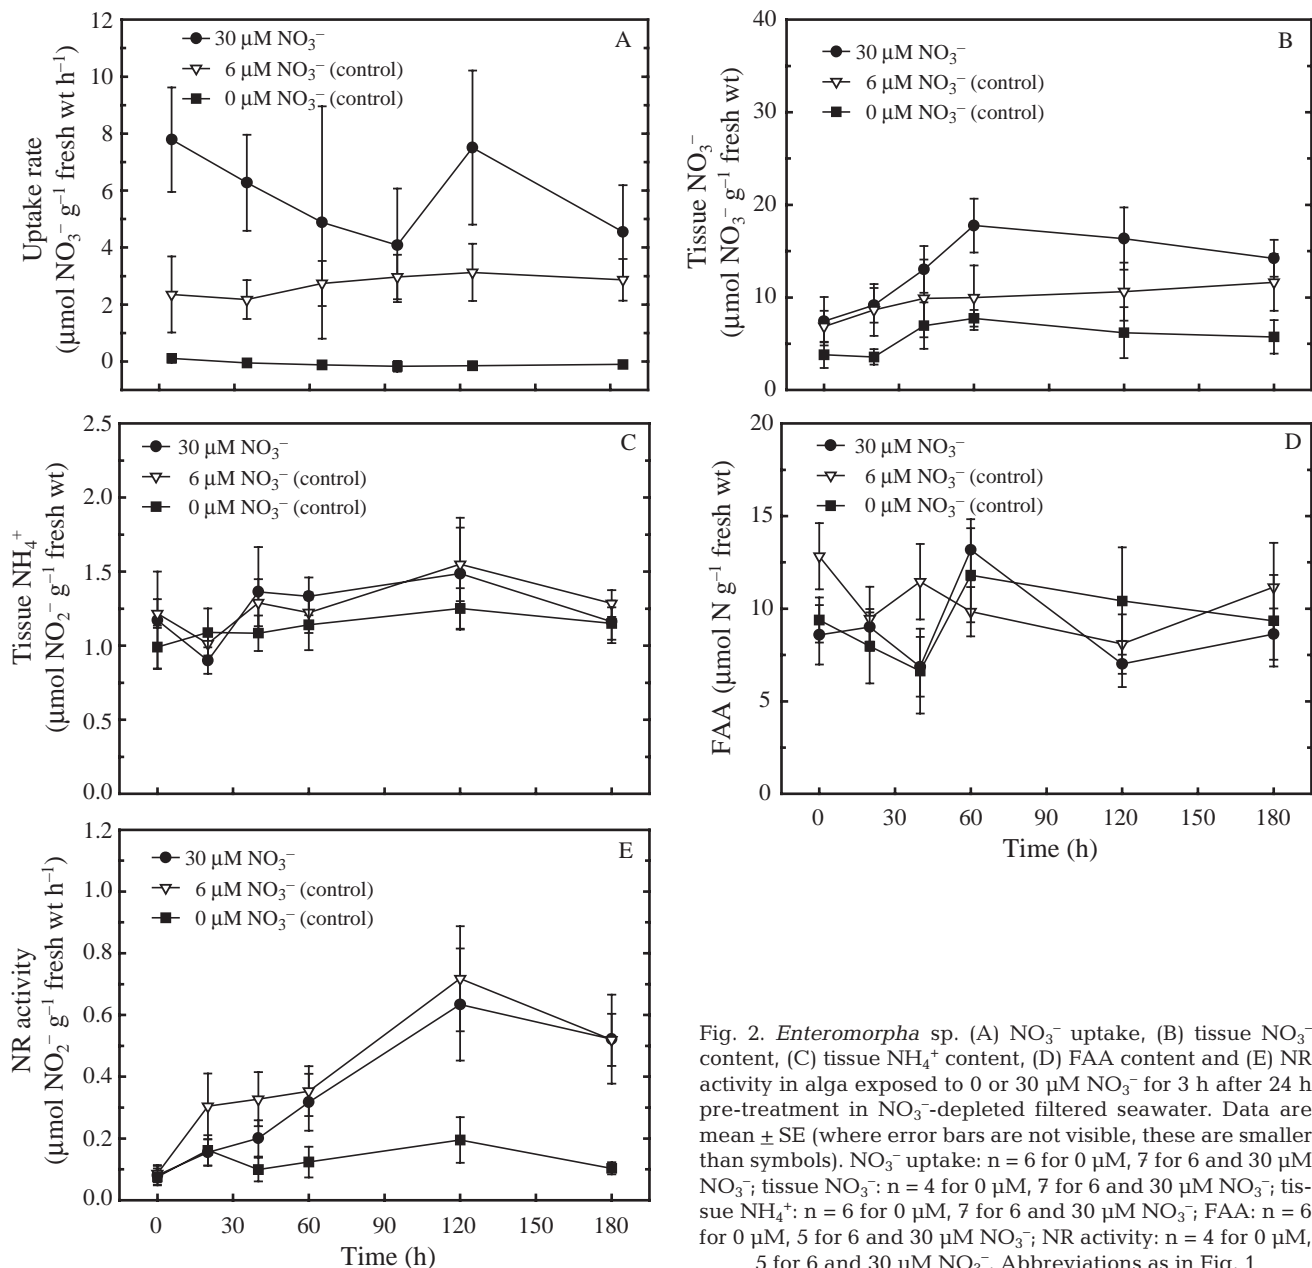 A
30 µM NO₃⁻
6 µM NO₃⁻ (control)
0 µM NO₃⁻ (control)
Uptake rate
(µmol NO₃⁻ g⁻¹ fresh wt h⁻¹)
12
10
8
6
4
2
0
B
30 µM NO₃⁻
6 µM NO₃⁻ (control)
0 µM NO₃⁻ (control)
Tissue NO₃⁻
(µmol NO₃⁻ g⁻¹ fresh wt)
40
30
20
10
0
C
30 µM NO₃⁻
6 µM NO₃⁻ (control)
0 µM NO₃⁻ (control)
Tissue NH₄⁺
(µmol NO₂⁻ g⁻¹ fresh wt)
2.5
2.0
1.5
1.0
0.5
0.0
D
30 µM NO₃⁻
6 µM NO₃⁻ (control)
0 µM NO₃⁻ (control)
FAA (µmol N g⁻¹ fresh wt)
20
15
10
5
0
0 30 60 90 120 150 180
Time (h)
E
30 µM NO₃⁻
6 µM NO₃⁻ (control)
0 µM NO₃⁻ (control)
NR activity
(µmol NO₂⁻ g⁻¹ fresh wt h⁻¹)
1.2
1.0
0.8
0.6
0.4
0.2
0.0
0 30 60 90 120 150 180
Time (h)
Fig. 2. Enteromorpha sp. (A) NO₃⁻ uptake, (B) tissue NO₃⁻
content, (C) tissue NH₄⁺ content, (D) FAA content and (E) NR
activity in alga exposed to 0 or 30 µM NO₃⁻ for 3 h after 24 h
pre-treatment in NO₃⁻-depleted filtered seawater. Data are
mean ± SE (where error bars are not visible, these are smaller
than symbols). NO₃⁻ uptake: n = 6 for 0 µM, 7 for 6 and 30 µM
NO₃⁻; tissue NO₃⁻: n = 4 for 0 µM, 7 for 6 and 30 µM NO₃⁻; tis-
sue NH₄⁺: n = 6 for 0 µM, 7 for 6 and 30 µM NO₃⁻; FAA: n = 6
for 0 µM, 5 for 6 and 30 µM NO₃⁻; NR activity: n = 4 for 0 µM,
5 for 6 and 30 µM NO₃⁻. Abbreviations as in Fig. 1